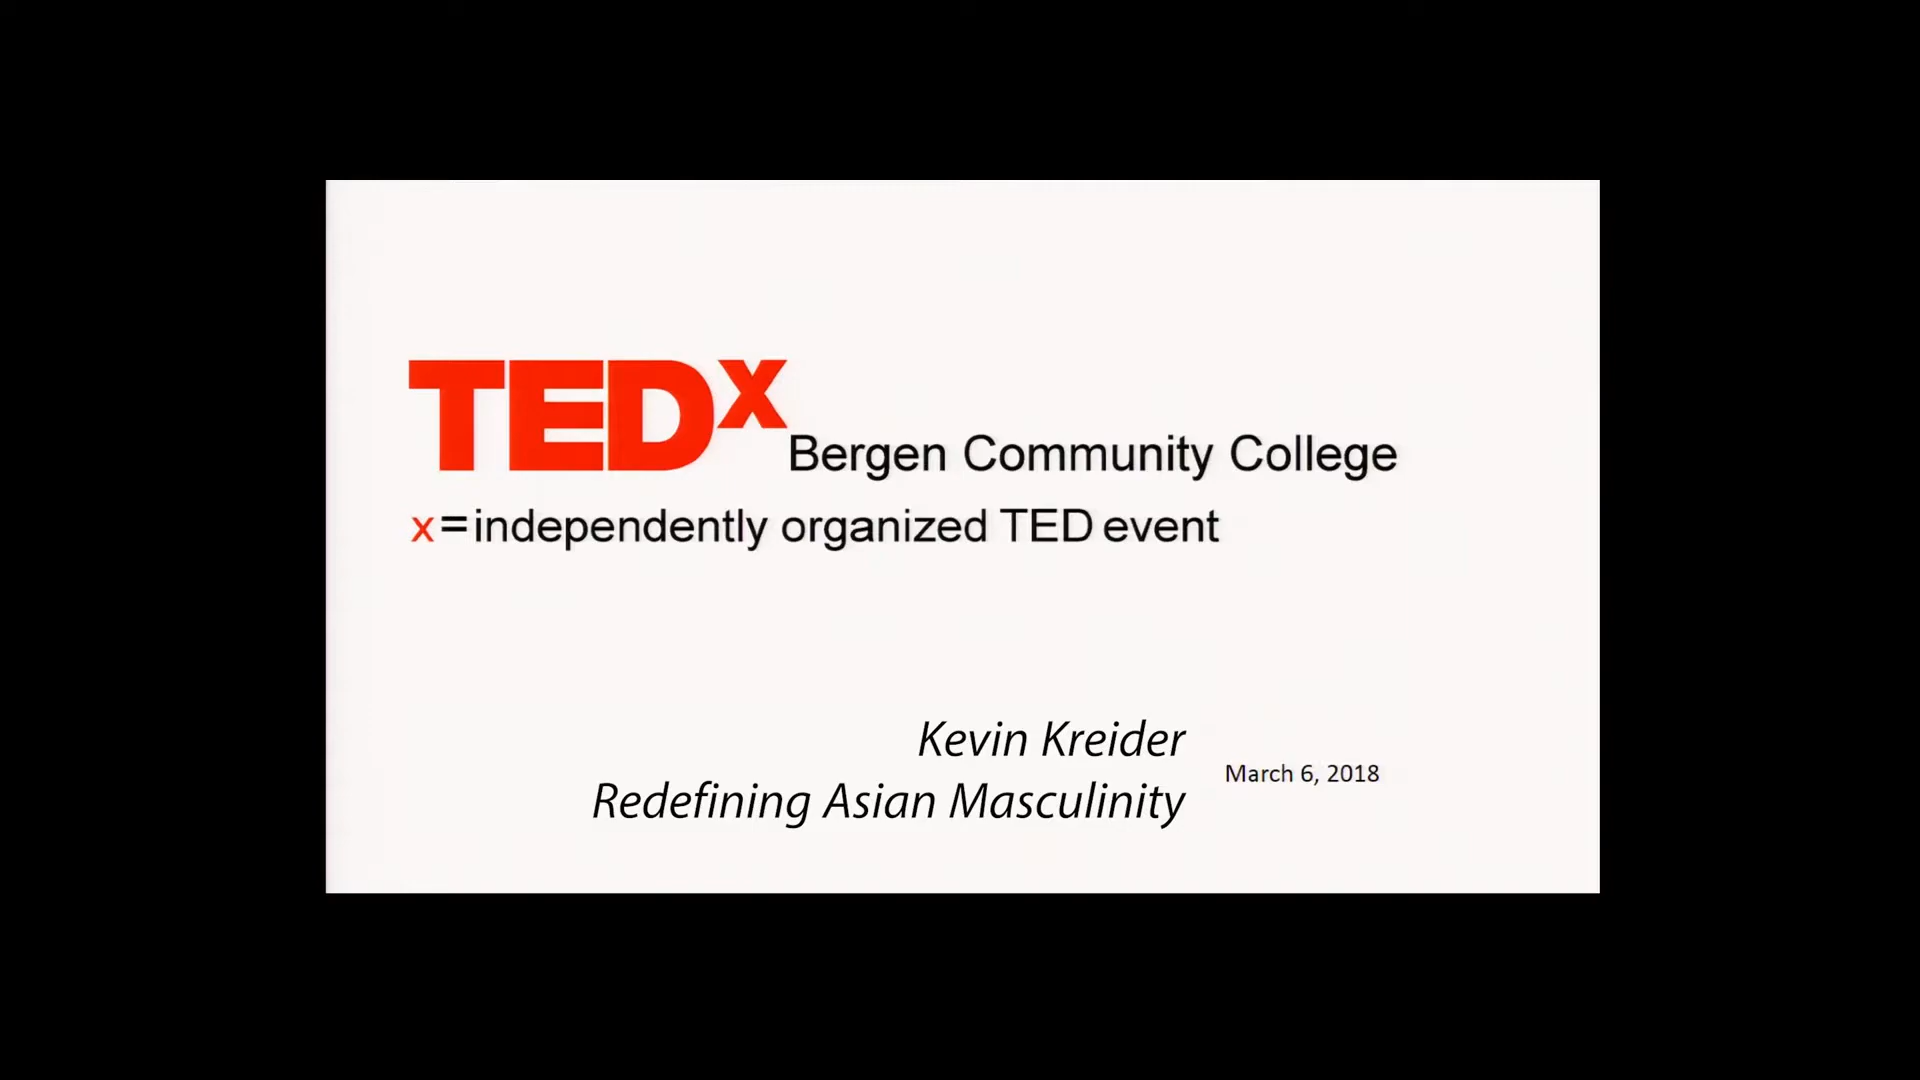 TEDx Bergen Community College
x=independently organized TED event
Kevin Kreider
Redefining Asian Masculinity
March 6, 2018